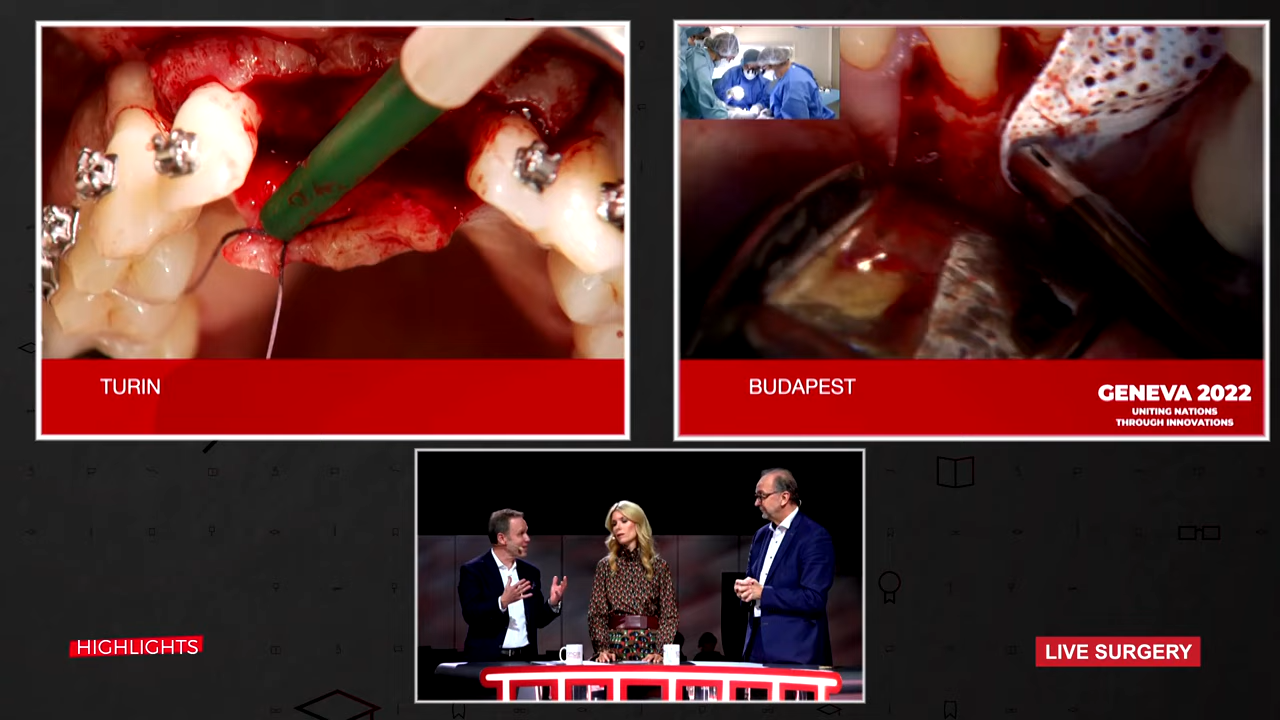 TURIN
BUDAPEST
GENEVA 2022
UNITING NATIONS
THROUGH INNOVATIONS
HIGHLIGHTS
LIVE SURGERY